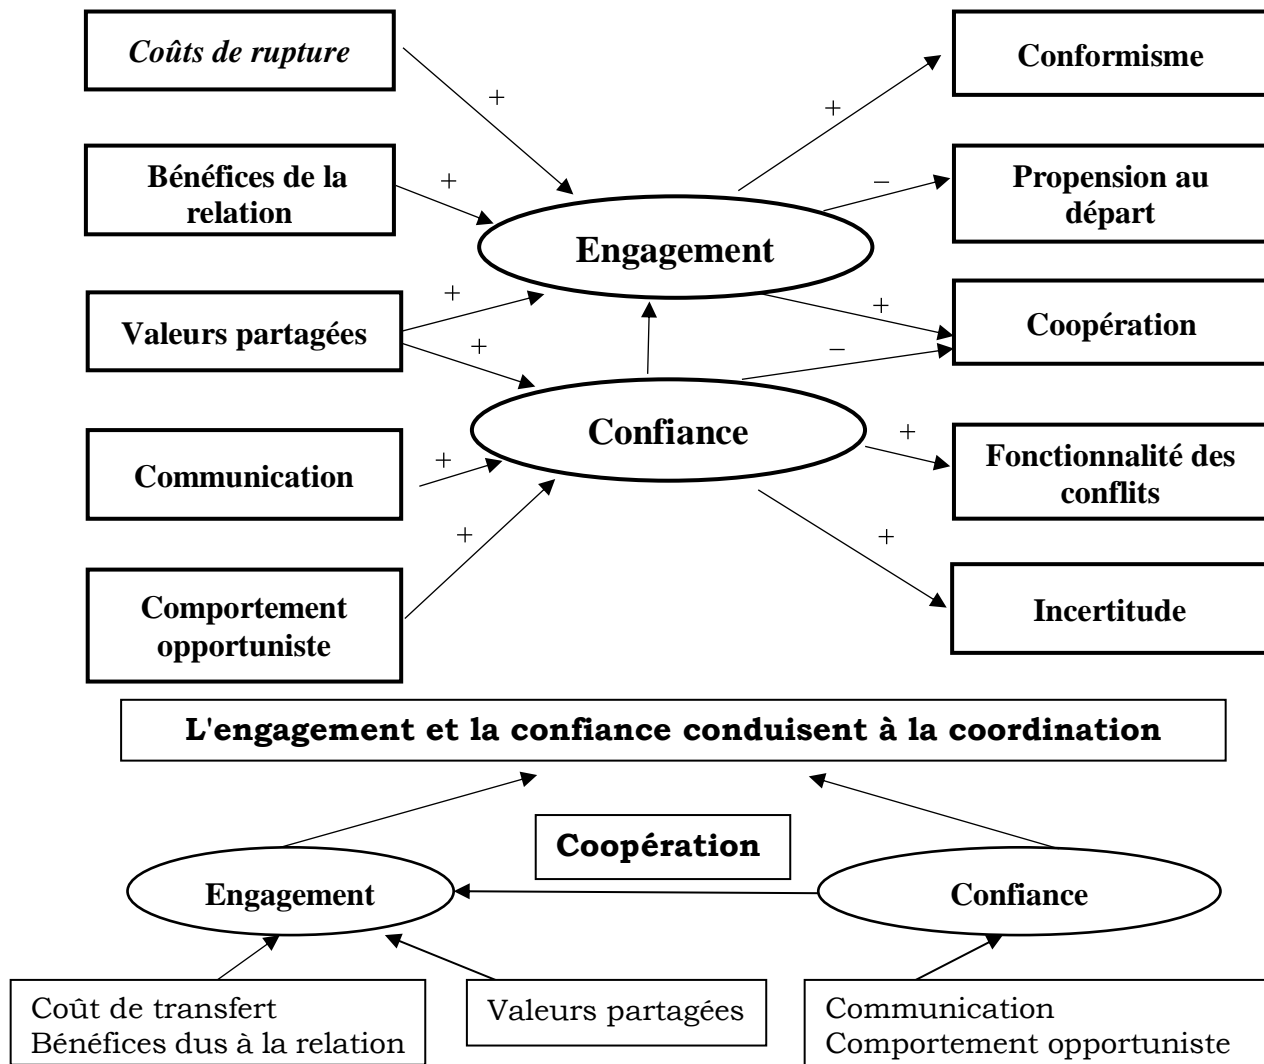 Coûts de rupture
Conformisme
+
+
Bénéfices de la
relation
+
–
Propension au
départ
Engagement
Valeurs partagées
+
+
+
–
Coopération
Confiance
Communication
+
+
Fonctionnalité des
conflits
+
+
Comportement
opportuniste
Incertitude
L'engagement et la confiance conduisent à la coordination
Coopération
Engagement
Confiance
Coût de transfert
Bénéfices dus à la relation
Valeurs partagées
Communication
Comportement opportuniste